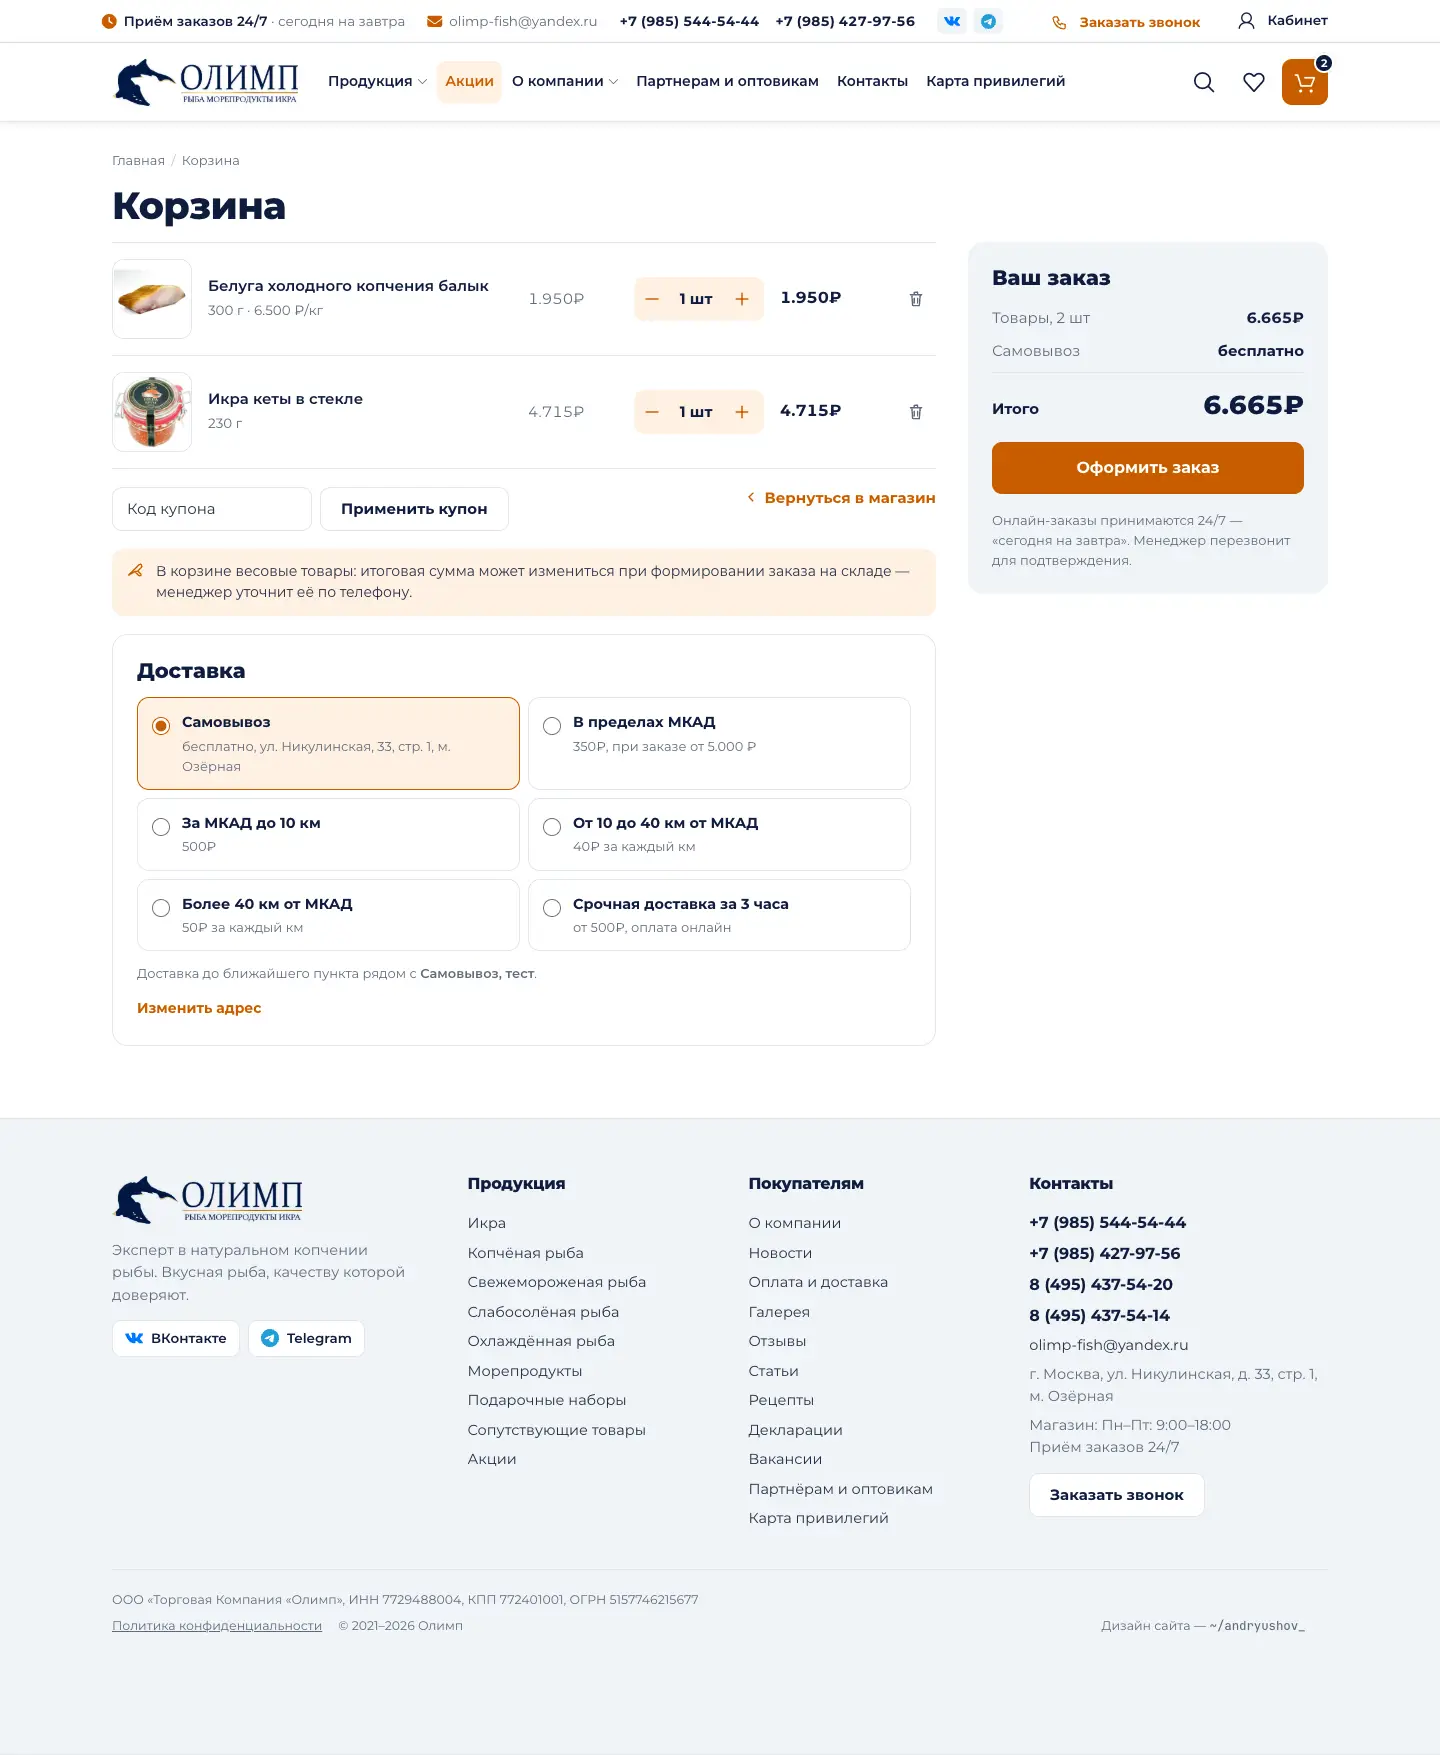 Приём заказов 24/7 · сегодня на завтра
olimp-fish@yandex.ru
+7 (985) 544-54-44
+7 (985) 427-97-56
Заказать звонок
Кабинет
ОЛИМП
РЫБА МОРЕПРОДУКТЫ ИКРА
Продукция
Акции
О компании
Партнерам и оптовикам
Контакты
Карта привилегий
2
Главная / Корзина
Корзина
Белуга холодного копчения балык
300 г · 6.500 ₽/кг
1.950₽
1 шт
1.950₽
Икра кеты в стекле
230 г
4.715₽
1 шт
4.715₽
Код купона
Применить купон
Вернуться в магазин
В корзине весовые товары: итоговая сумма может измениться при формировании заказа на складе —
менеджер уточнит её по телефону.
Ваш заказ
Товары, 2 шт
6.665₽
Самовывоз
бесплатно
Итого
6.665₽
Оформить заказ
Онлайн-заказы принимаются 24/7 —
«сегодня на завтра». Менеджер перезвонит
для подтверждения.
Доставка
Самовывоз
бесплатно, ул. Никулинская, 33, стр. 1, м.
Озёрная
В пределах МКАД
350₽, при заказе от 5.000 ₽
За МКАД до 10 км
500₽
От 10 до 40 км от МКАД
40₽ за каждый км
Более 40 км от МКАД
50₽ за каждый км
Срочная доставка за 3 часа
от 500₽, оплата онлайн
Доставка до ближайшего пункта рядом с Самовывоз, тест.
Изменить адрес
ОЛИМП
РЫБА МОРЕПРОДУКТЫ ИКРА
Эксперт в натуральном копчении
рыбы. Вкусная рыба, качеству которой
доверяют.
ВКонтакте
Telegram
Продукция
Икра
Копчёная рыба
Свежемороженая рыба
Слабосолёная рыба
Охлаждённая рыба
Морепродукты
Подарочные наборы
Сопутствующие товары
Акции
Покупателям
О компании
Новости
Оплата и доставка
Галерея
Отзывы
Статьи
Рецепты
Декларации
Вакансии
Партнёрам и оптовикам
Карта привилегий
Контакты
+7 (985) 544-54-44
+7 (985) 427-97-56
8 (495) 437-54-20
8 (495) 437-54-14
olimp-fish@yandex.ru
г. Москва, ул. Никулинская, д. 33, стр. 1,
м. Озёрная
Магазин: Пн–Пт: 9:00–18:00
Приём заказов 24/7
Заказать звонок
ООО «Торговая Компания «Олимп», ИНН 7729488004, КПП 772401001, ОГРН 5157746215677
Политика конфиденциальности
© 2021–2026 Олимп
Дизайн сайта — ~/andryushov_